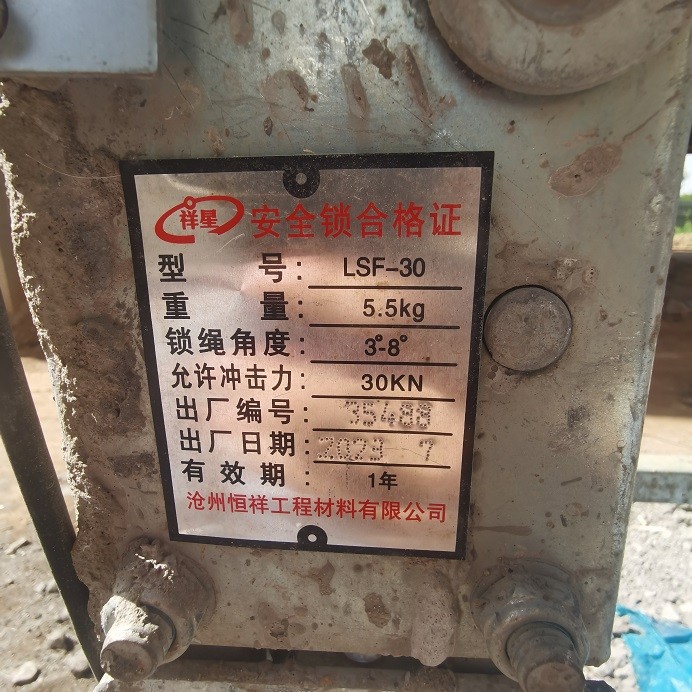 祥星 安全锁合格证
型 号: LSF-30
重 量: 5.5kg
锁绳角度: 3°-8°
允许冲击力: 30KN
出厂编号: 35488
出厂日期: 2023 7
有效期: 1年
沧州恒祥工程材料有限公司